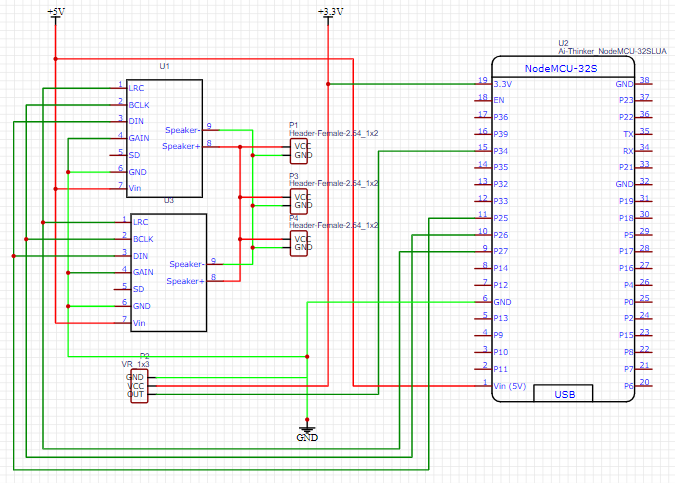 +5V
+3.3V
U1
1 LRC
2 BCLK
3 DIN
4 GAIN
5 SD
6 GND
7 Vin
Speaker- 9
Speaker+ 8
U3
1 LRC
2 BCLK
3 DIN
4 GAIN
5 SD
6 GND
7 Vin
Speaker- 9
Speaker+ 8
P1
Header-Female-2.54_1x2
VCC
GND
P3
Header-Female-2.54_1x2
VCC
GND
P4
Header-Female-2.54_1x2
VCC
GND
P2
VR_1x3
GND
VCC
OUT
GND
U2
Ai-Thinker_NodeMCU-32SLUA
NodeMCU-32S
19 3.3V GND 38
18 EN P23 37
17 P36 P22 36
16 P39 TX 35
15 P34 RX 34
14 P35 P21 33
13 P32 GND 32
12 P33 P19 31
11 P25 P18 30
10 P26 P5 29
9 P27 P17 28
8 P14 P16 27
7 P12 P4 26
6 GND P0 25
5 P13 P2 24
4 P9 P15 23
3 P10 P8 22
2 P11 P7 21
1 Vin (5V) P6 20
USB